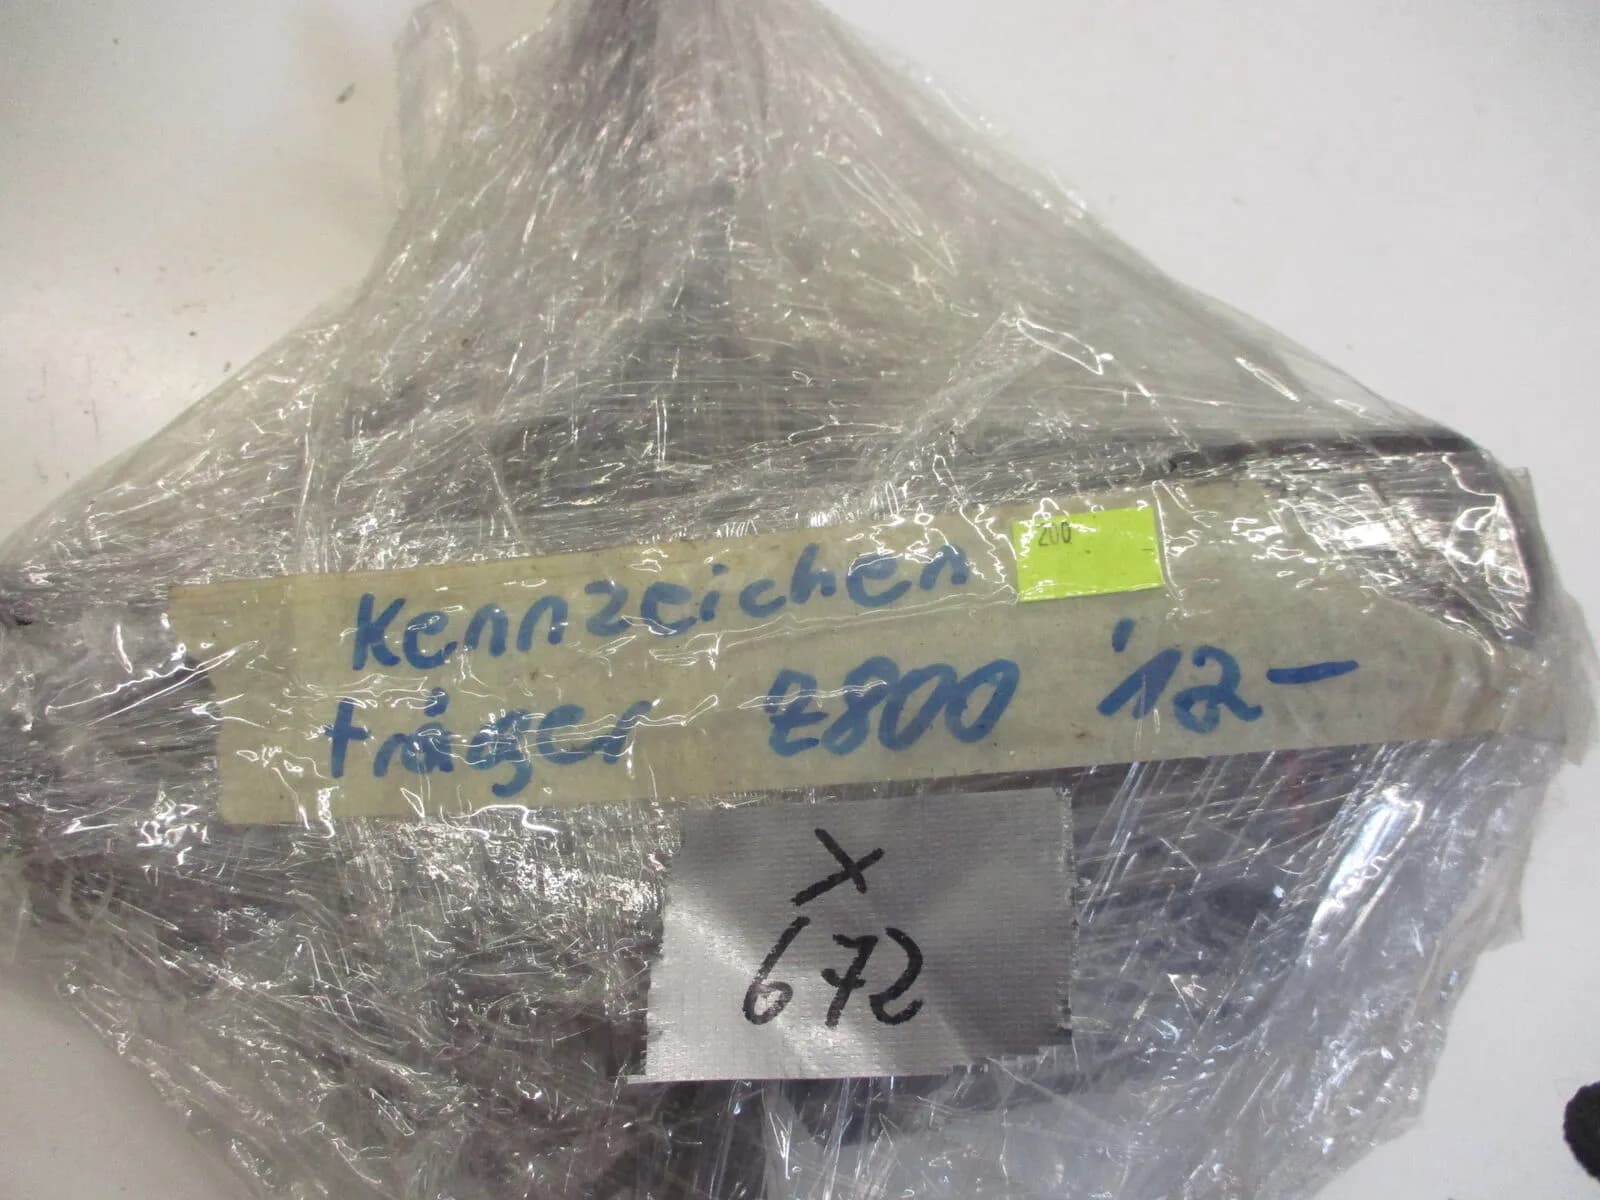 Kennzeichen
200
träger Z800 '12-
X
672